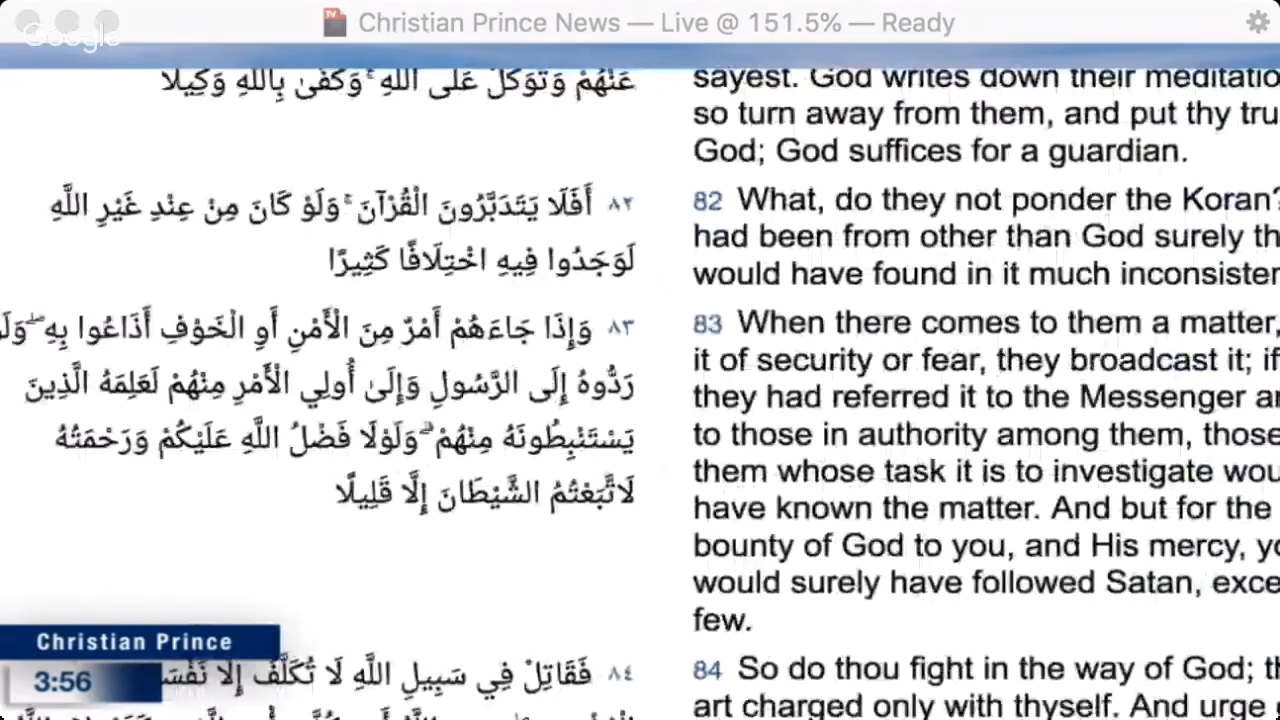 Christian Prince News — Live @ 151.5% — Ready
Google
عَنْهُمْ وَتَوَكَّلْ عَلَى اللَّهِ ۚ وَكَفَىٰ بِاللَّهِ وَكِيلًا
٨٢ أَفَلَا يَتَدَبَّرُونَ الْقُرْآنَ ۚ وَلَوْ كَانَ مِنْ عِنْدِ غَيْرِ اللَّهِ
لَوَجَدُوا فِيهِ اخْتِلَافًا كَثِيرًا
٨٣ وَإِذَا جَاءَهُمْ أَمْرٌ مِنَ الْأَمْنِ أَوِ الْخَوْفِ أَذَاعُوا بِهِ ۖ وَلَو
رَدُّوهُ إِلَى الرَّسُولِ وَإِلَىٰ أُولِي الْأَمْرِ مِنْهُمْ لَعَلِمَهُ الَّذِينَ
يَسْتَنْبِطُونَهُ مِنْهُمْ ۗ وَلَوْلَا فَضْلُ اللَّهِ عَلَيْكُمْ وَرَحْمَتُهُ
لَاتَّبَعْتُمُ الشَّيْطَانَ إِلَّا قَلِيلًا
٨٤ فَقَاتِلْ فِي سَبِيلِ اللَّهِ لَا تُكَلَّفُ إِلَّا نَفْسَ
sayest. God writes down their meditatio
so turn away from them, and put thy tru
God; God suffices for a guardian.
82 What, do they not ponder the Koran?
had been from other than God surely th
would have found in it much inconsister
83 When there comes to them a matter,
it of security or fear, they broadcast it; if
they had referred it to the Messenger an
to those in authority among them, those
them whose task it is to investigate wou
have known the matter. And but for the
bounty of God to you, and His mercy, yo
would surely have followed Satan, exce
few.
84 So do thou fight in the way of God; th
art charged only with thyself. And urge
Christian Prince
3:56